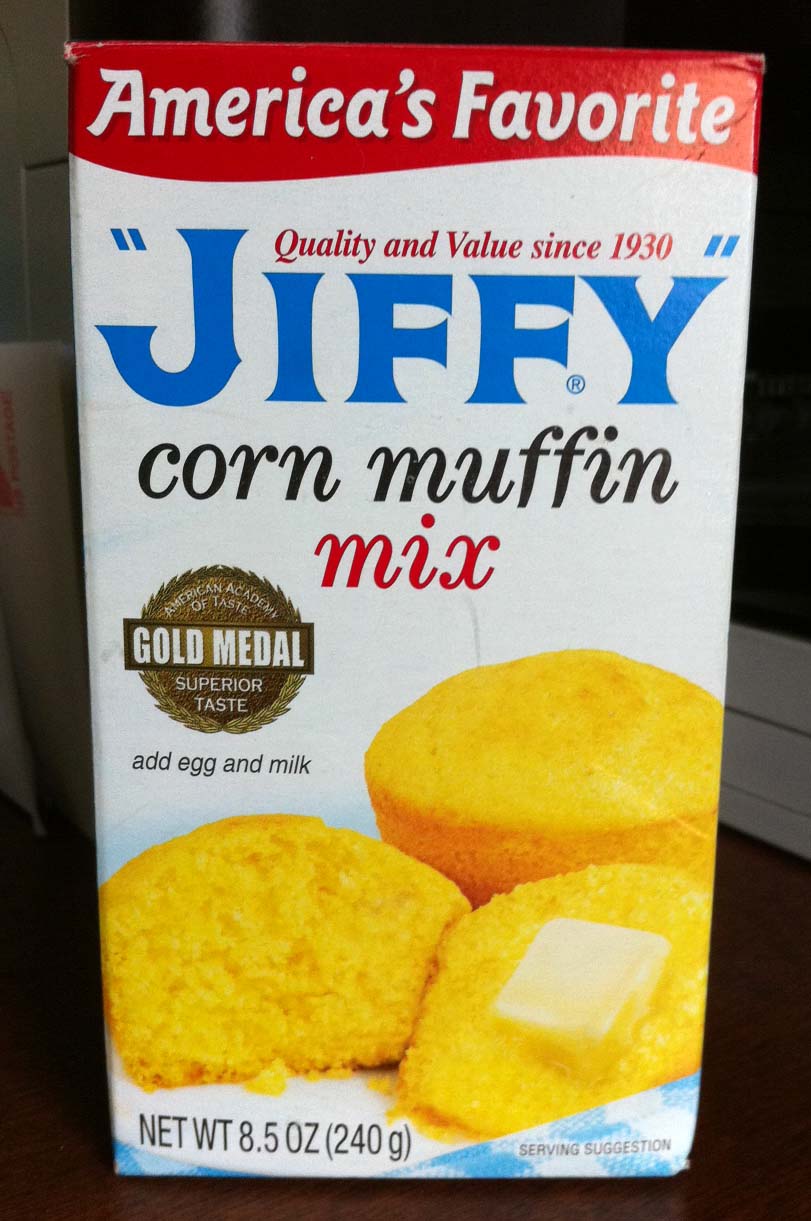 America's Favorite
Quality and Value since 1930
"JIFFY"®
corn muffin
mix
AMERICAN ACADEMY
OF TASTE
GOLD MEDAL
SUPERIOR
TASTE
add egg and milk
NET WT 8.5 OZ (240 g)
SERVING SUGGESTION
POSTAGE